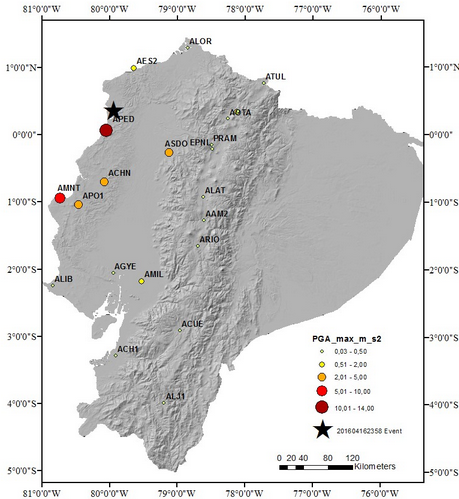 81°0'0"W 80°0'0"W 79°0'0"W 78°0'0"W 77°0'0"W 76°0'0"W
ALOR
AES2
1°0'0"N 1°0'0"N
ATUL
APED
0°0'0" 0°0'0"
ASDO EPNL PRAM
ACHN
AMNT
APO1
ALAT
1°0'0"S 1°0'0"S
AAM2
ARIO
2°0'0"S 2°0'0"S
ALIB
AGYE
AMIL
ACUE
3°0'0"S 3°0'0"S
ACH1
PGA_max_m_s2
0,03 - 0,50
0,51 - 2,00
2,01 - 5,00
5,01 - 10,00
10,01 - 14,00
201604162358 Event
4°0'0"S 4°0'0"S
0 20 40 80 120
Kilometers
5°0'0"S 5°0'0"S
81°0'0"W 80°0'0"W 79°0'0"W 78°0'0"W 77°0'0"W 76°0'0"W